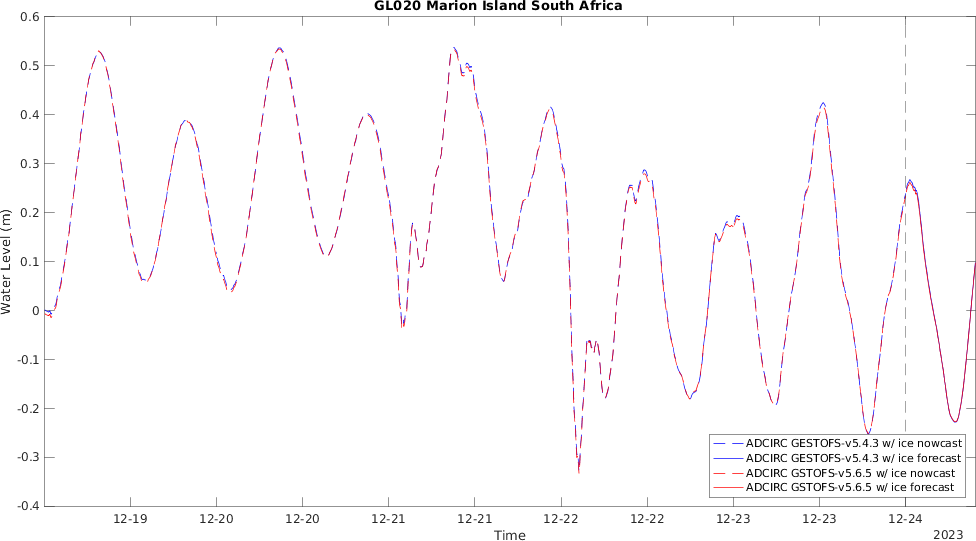 GL020 Marion Island South Africa
0.6
0.5
0.4
0.3
0.2
0.1
0
-0.1
-0.2
-0.3
-0.4
Water Level (m)
ADCIRC GESTOFS-v5.4.3 w/ ice nowcast
ADCIRC GESTOFS-v5.4.3 w/ ice forecast
ADCIRC GSTOFS-v5.6.5 w/ ice nowcast
ADCIRC GSTOFS-v5.6.5 w/ ice forecast
12-19 12-20 12-20 12-21 12-21 12-22 12-22 12-23 12-23 12-24
Time
2023